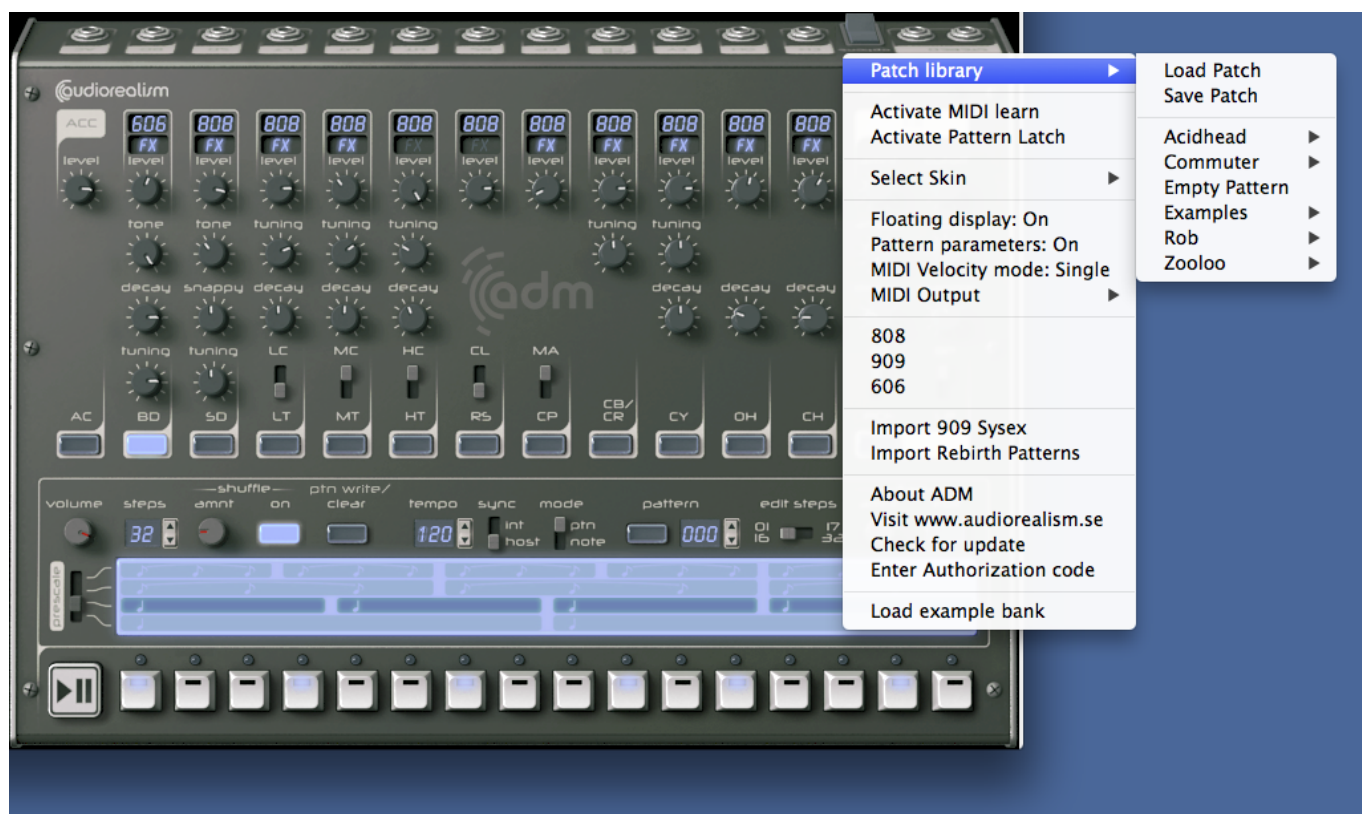 audiorealism
ACC
606 808 808 808 808 808 808 808 808 808 808
FX FX FX FX FX FX FX FX FX FX FX
level level level level level level level level level level level level
tone tone tuning tuning tuning tuning tuning
adm
decay snappy decay decay decay decay decay decay
tuning tuning LC MC HC CL MA
AC BD SD LT MT HT RS CP CB/ CR CY OH CH
volume steps shuffle amnt on ptn write/ clear tempo sync mode pattern edit steps
32 120 int host ptn note 000 01 16 17 32
prescale
Patch library
Activate MIDI learn
Activate Pattern Latch
Select Skin
Floating display: On
Pattern parameters: On
MIDI Velocity mode: Single
MIDI Output
808
909
606
Import 909 Sysex
Import Rebirth Patterns
About ADM
Visit www.audiorealism.se
Check for update
Enter Authorization code
Load example bank
Load Patch
Save Patch
Acidhead
Commuter
Empty Pattern
Examples
Rob
Zooloo